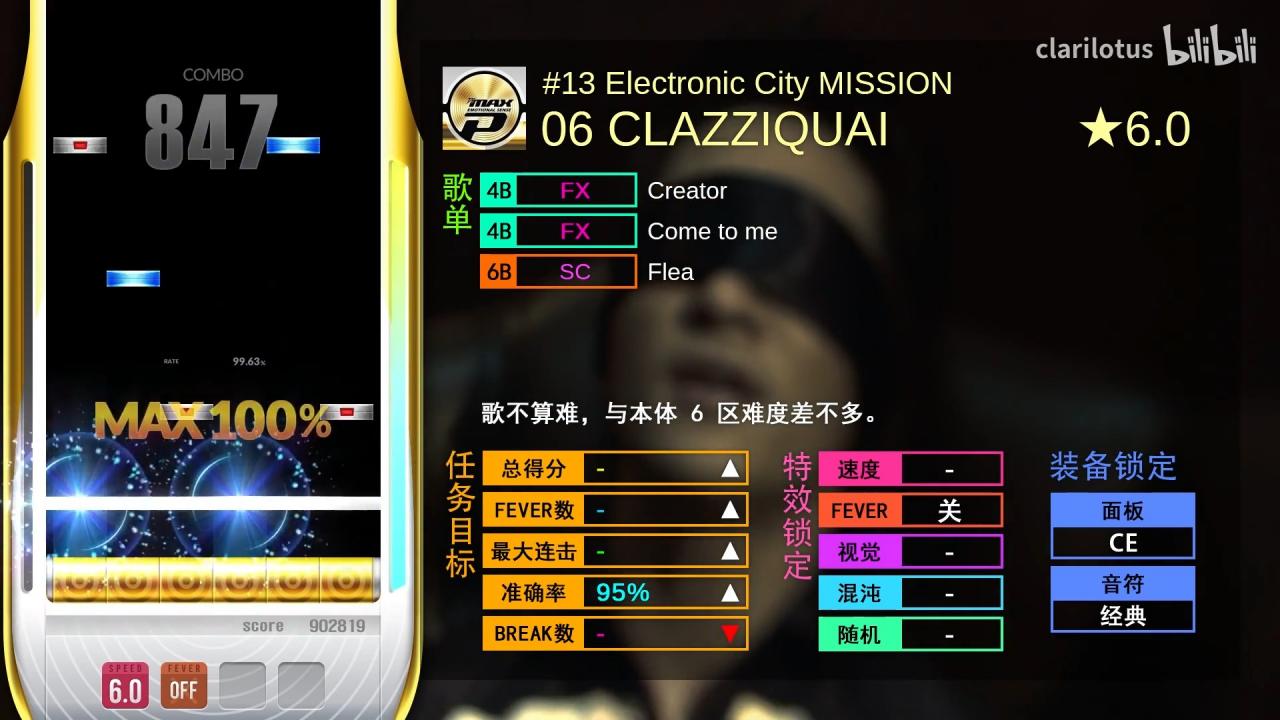 COMBO
847
RATE 99.63%
MAX 100%
score 902819
SPEED 6.0
FEVER OFF
clarilotus bilibili
MAX
EMOTIONAL SENSE
#13 Electronic City MISSION
06 CLAZZIQUAI
★6.0
歌单
4B FX Creator
4B FX Come to me
6B SC Flea
歌不算难，与本体 6 区难度差不多。
任务目标
总得分 - ▲
FEVER数 - ▲
最大连击 - ▲
准确率 95% ▲
BREAK数 - ▼
特效锁定
速度 -
FEVER 关
视觉 -
混沌 -
随机 -
装备锁定
面板
CE
音符
经典